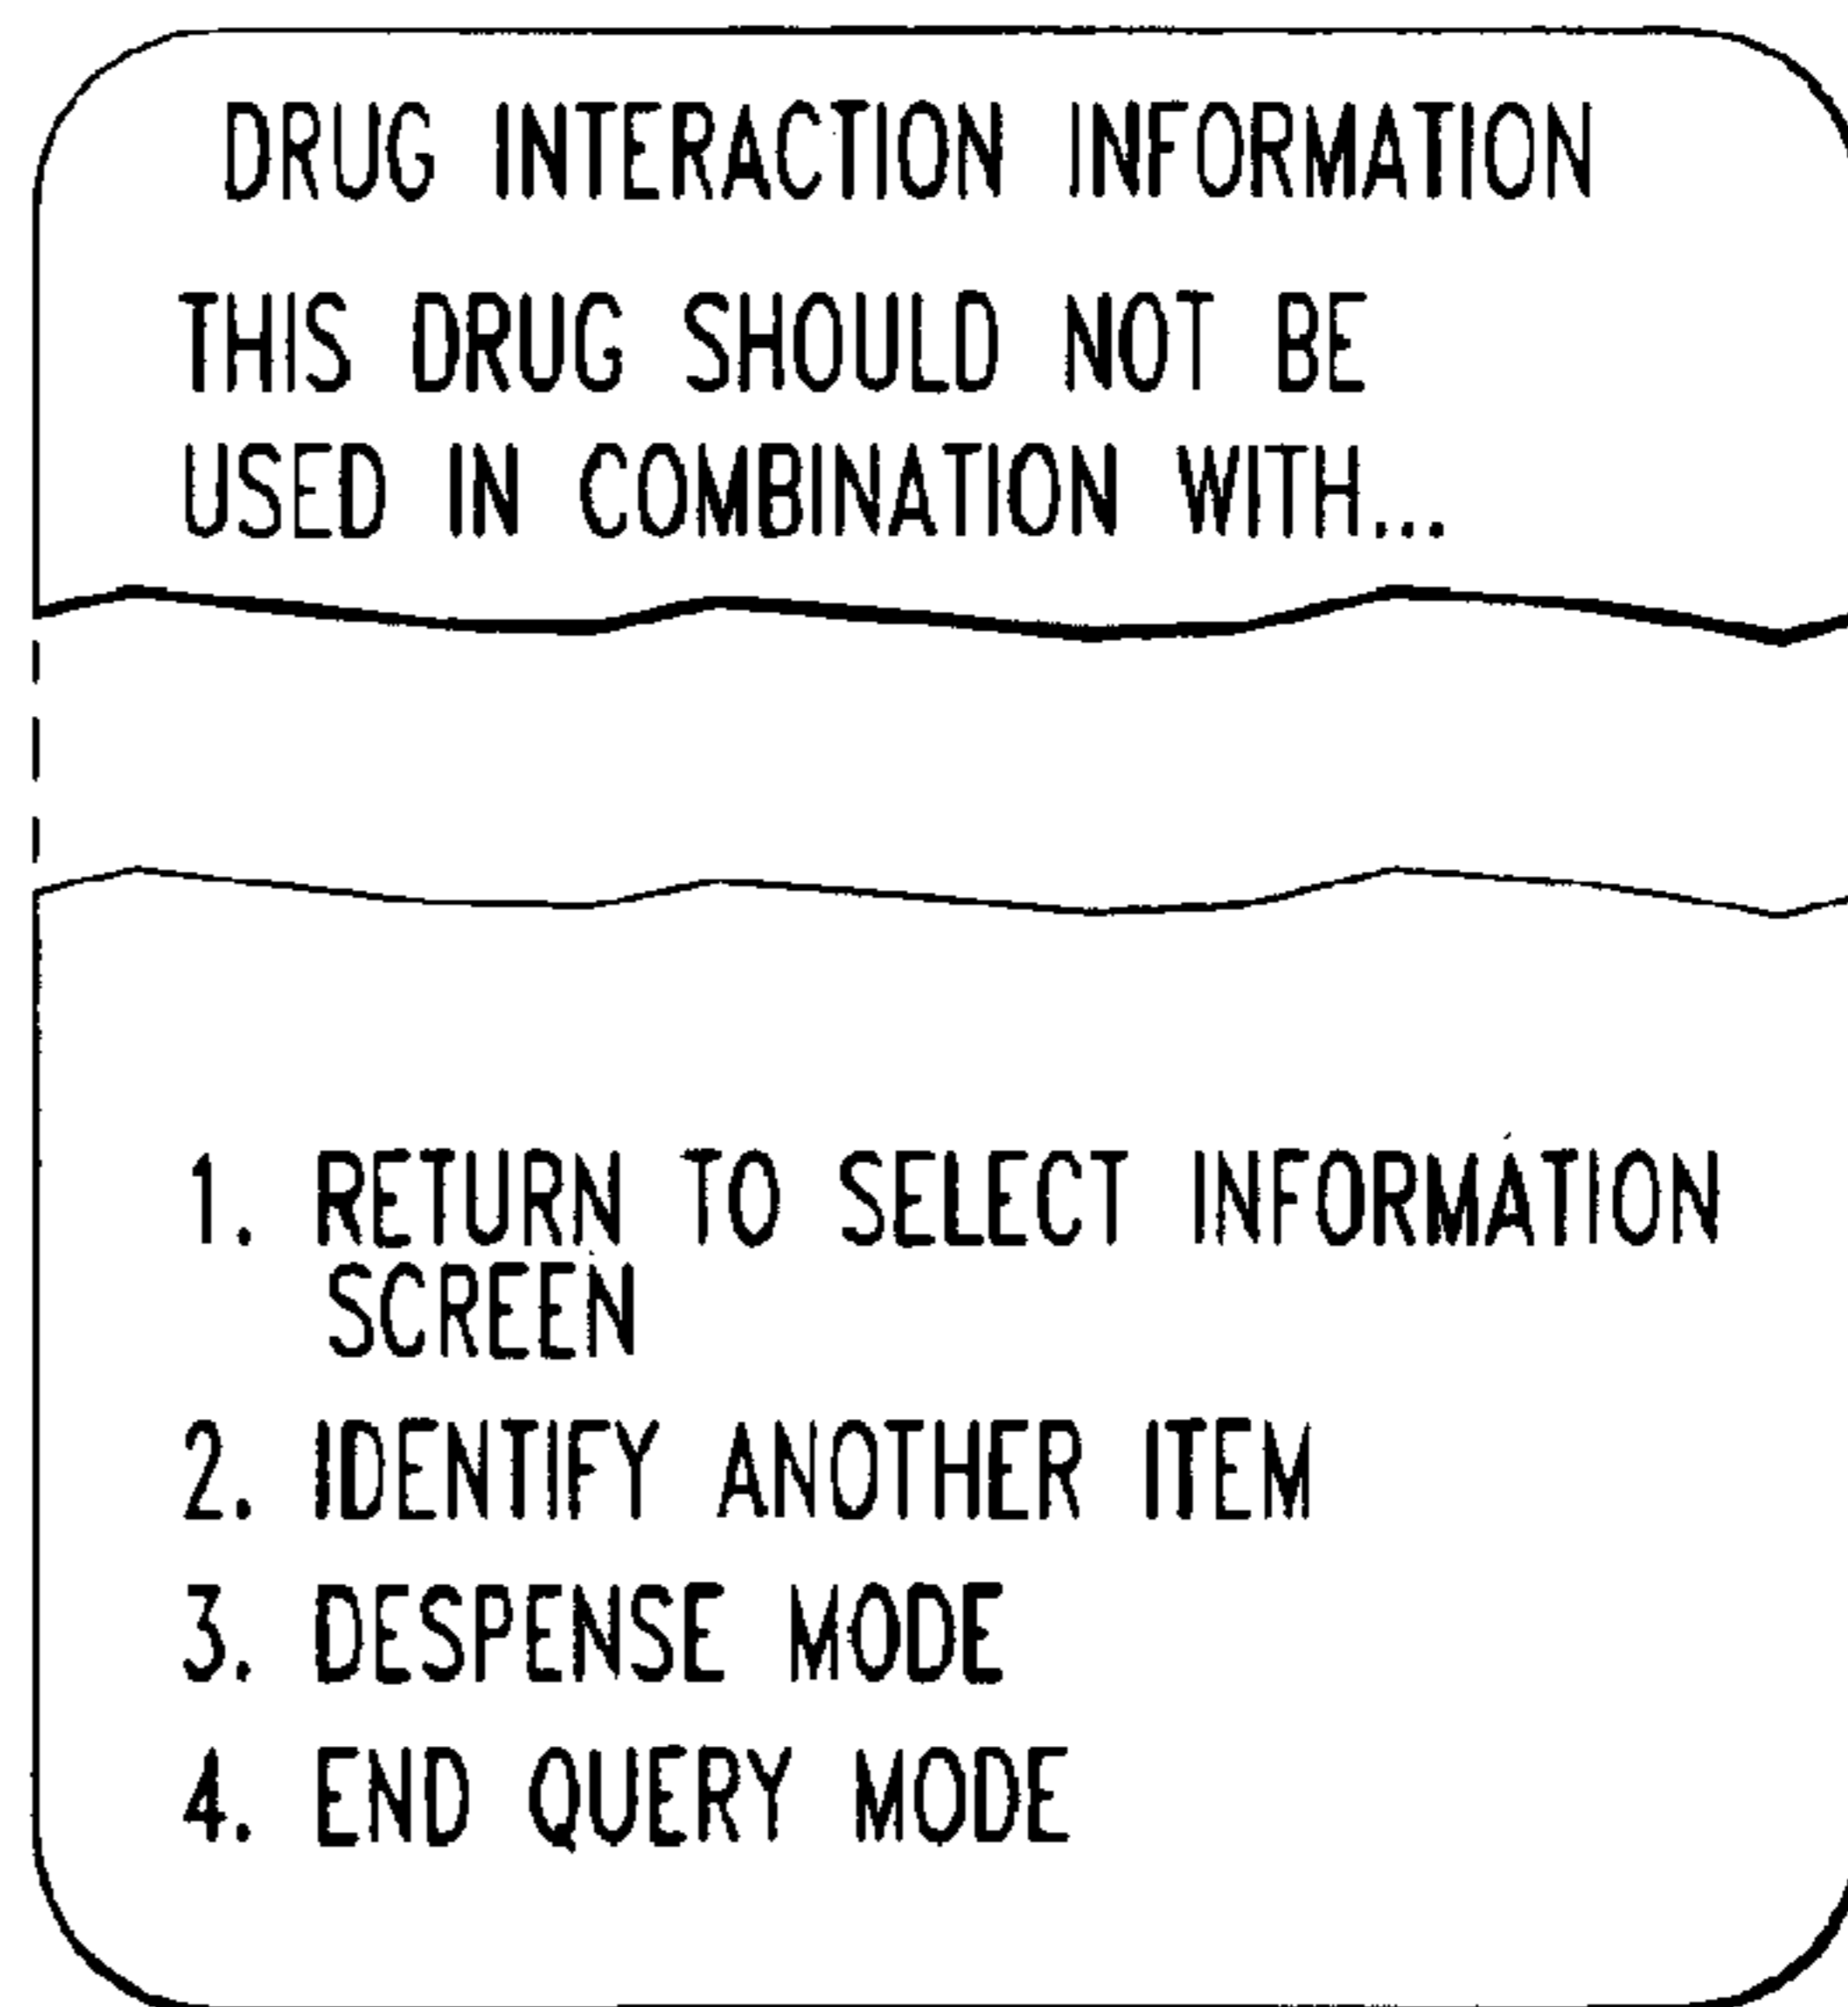 DRUG INTERACTION INFORMATION
THIS DRUG SHOULD NOT BE
USED IN COMBINATION WITH...
1. RETURN TO SELECT INFORMATION
SCREEN
2. IDENTIFY ANOTHER ITEM
3. DESPENSE MODE
4. END QUERY MODE